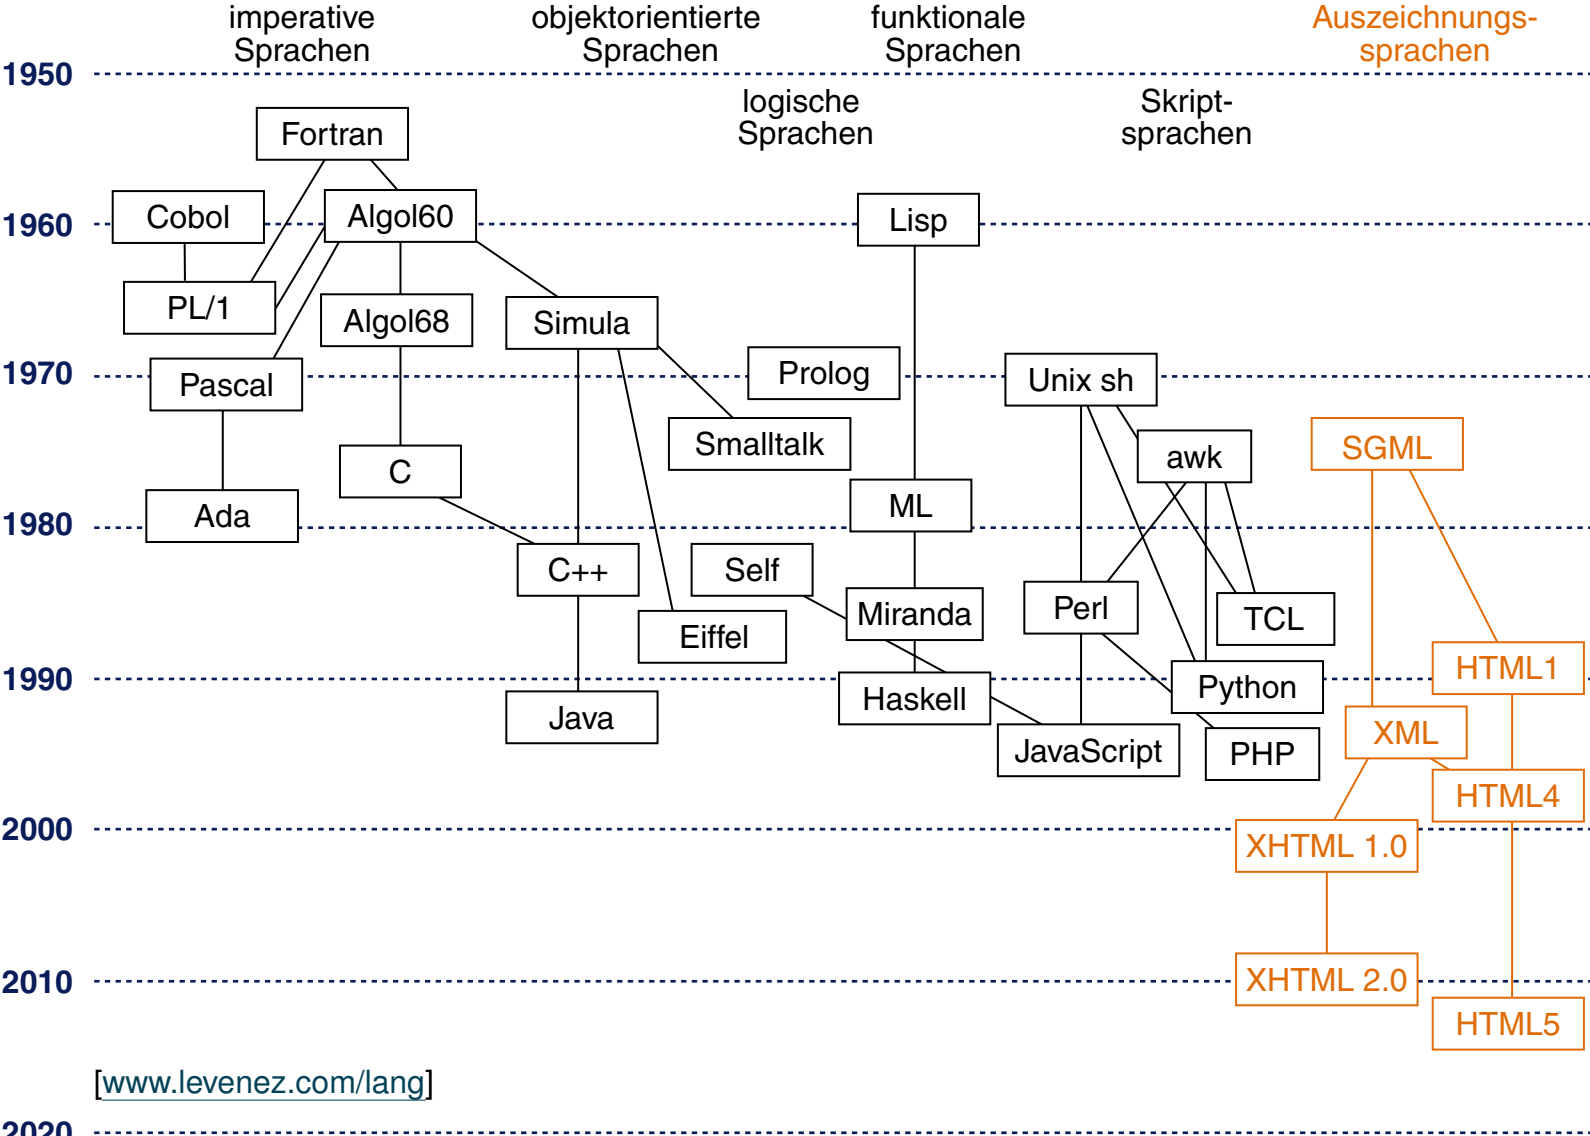 imperative
Sprachen
objektorientierte
Sprachen
funktionale
Sprachen
Auszeichnungs-
sprachen
1950
logische
Sprachen
Skript-
sprachen
Fortran
Cobol
Algol60
Lisp
1960
PL/1
Algol68
Simula
1970
Pascal
Prolog
Unix sh
Smalltalk
awk
SGML
C
ML
Ada
1980
C++
Self
Miranda
Perl
TCL
Eiffel
HTML1
1990
Haskell
Python
Java
JavaScript
PHP
XML
HTML4
2000
XHTML 1.0
2010
XHTML 2.0
HTML5
[www.levenez.com/lang]
2020